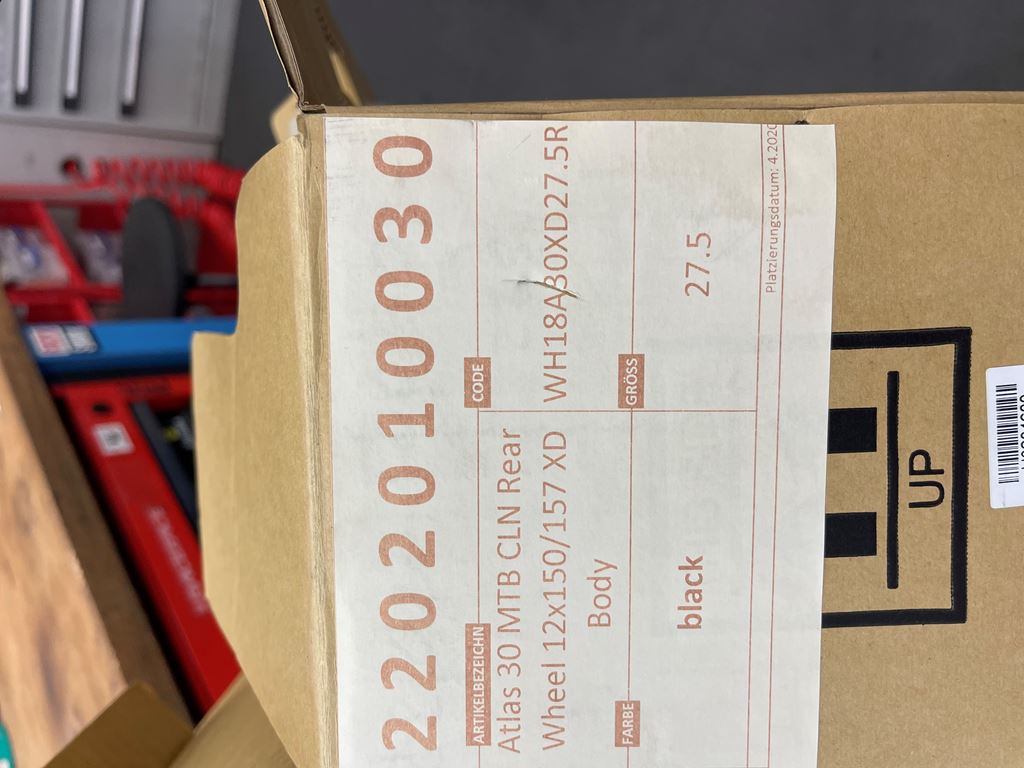 2202010030
ARTIKELBEZEICHN
Atlas 30 MTB CLN Rear
Wheel 12x150/157 XD
Body
CODE
WH18A30XD27.5R
FARBE
black
GRÖSS
27.5
Platzierungsdatum: 4.2020
UP